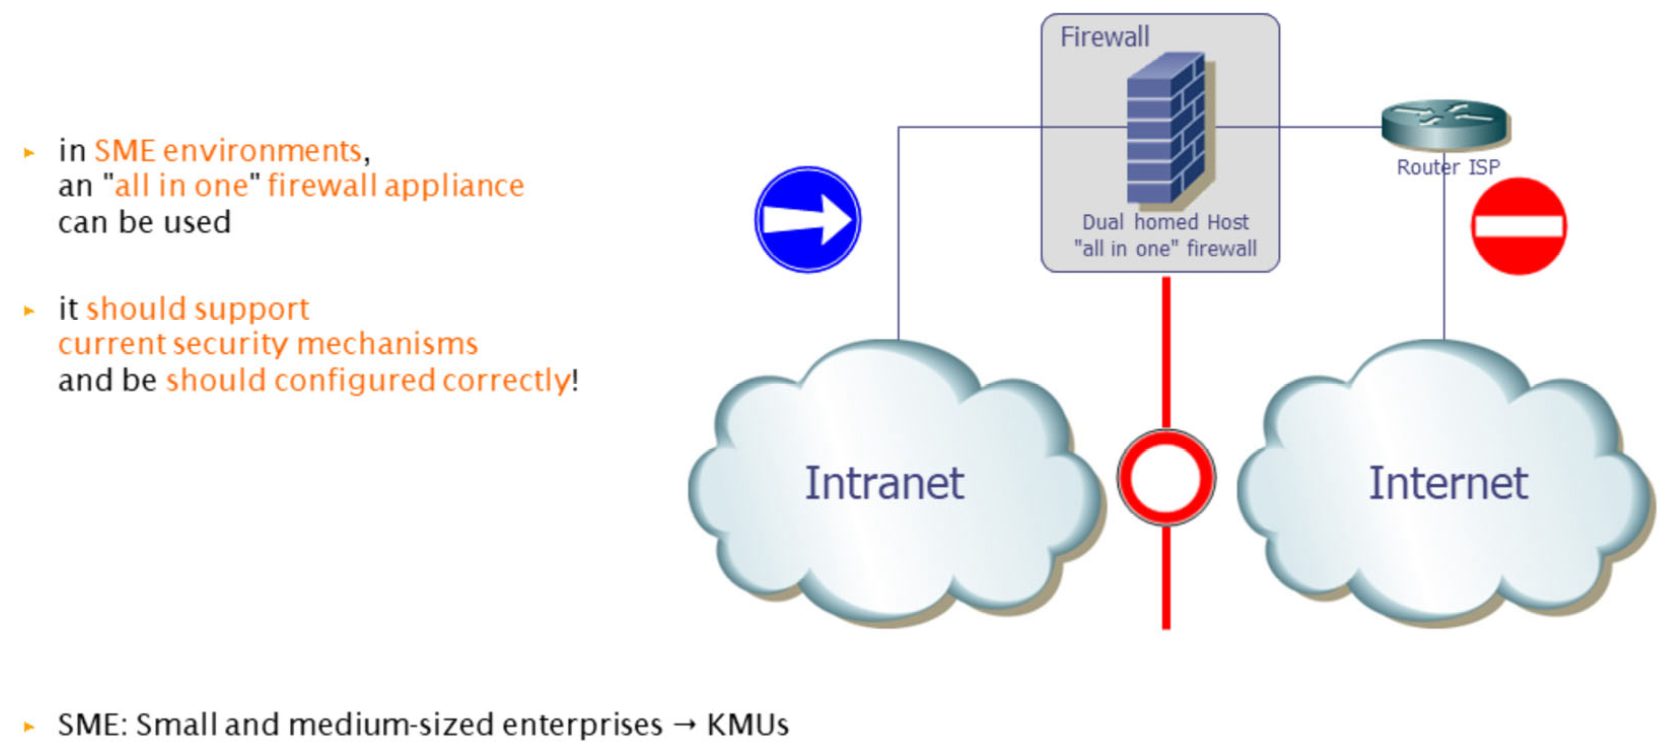 in SME environments,
an "all in one" firewall appliance
can be used
it should support
current security mechanisms
and be should configured correctly!
SME: Small and medium-sized enterprises → KMUs
Firewall
Dual homed Host
"all in one" firewall
Router ISP
Intranet
Internet